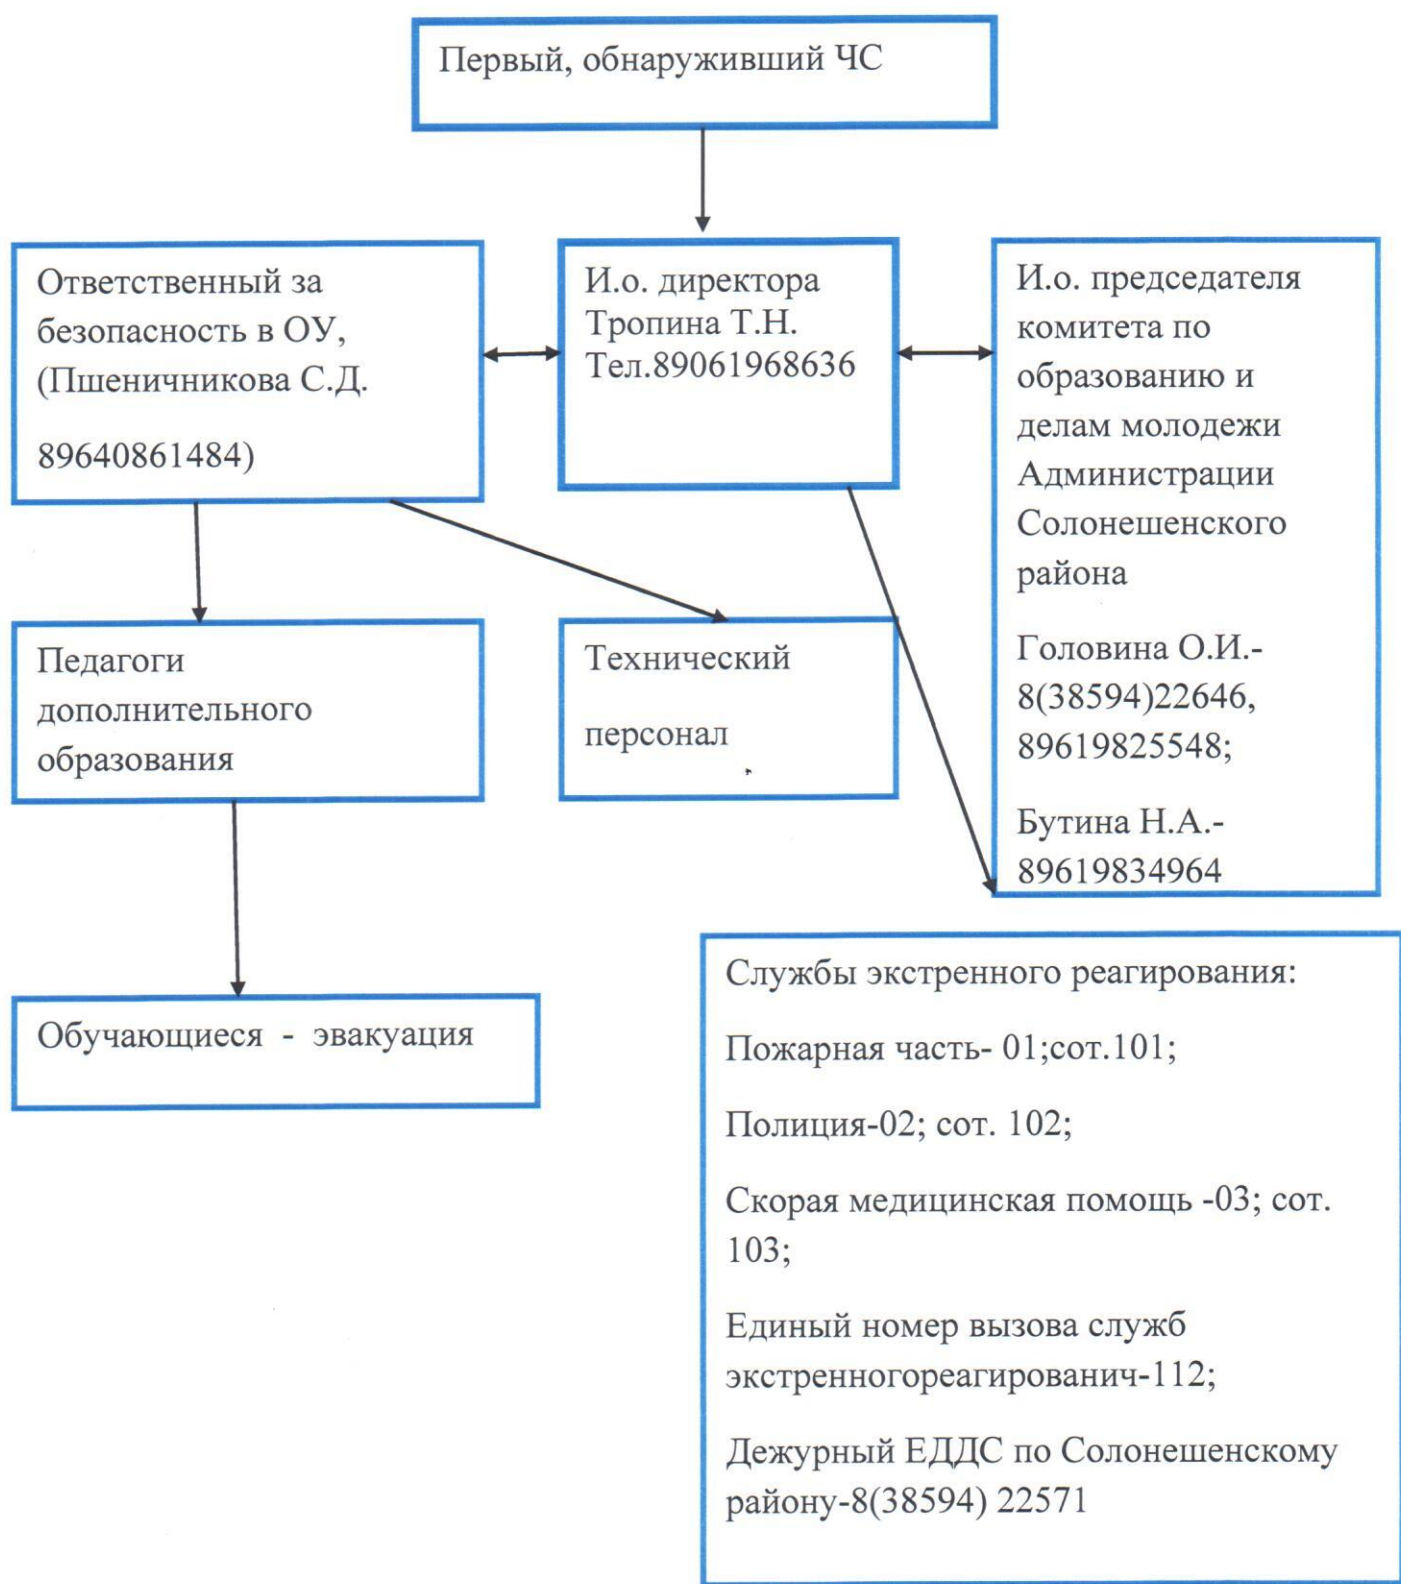 Первый, обнаруживший ЧС
Ответственный за
безопасность в ОУ,
(Пшеничникова С.Д.
89640861484)
И.о. директора
Тропина Т.Н.
Тел.89061968636
И.о. председателя
комитета по
образованию и
делам молодежи
Администрации
Солонешенского
района
Головина О.И.-
8(38594)22646,
89619825548;
Бутина Н.А.-
89619834964
Педагоги
дополнительного
образования
Технический
персонал
Обучающиеся - эвакуация
Службы экстренного реагирования:
Пожарная часть- 01;сот.101;
Полиция-02; сот. 102;
Скорая медицинская помощь -03; сот.
103;
Единый номер вызова служб
экстренногореагированич-112;
Дежурный ЕДДС по Солонешенскому
району-8(38594) 22571